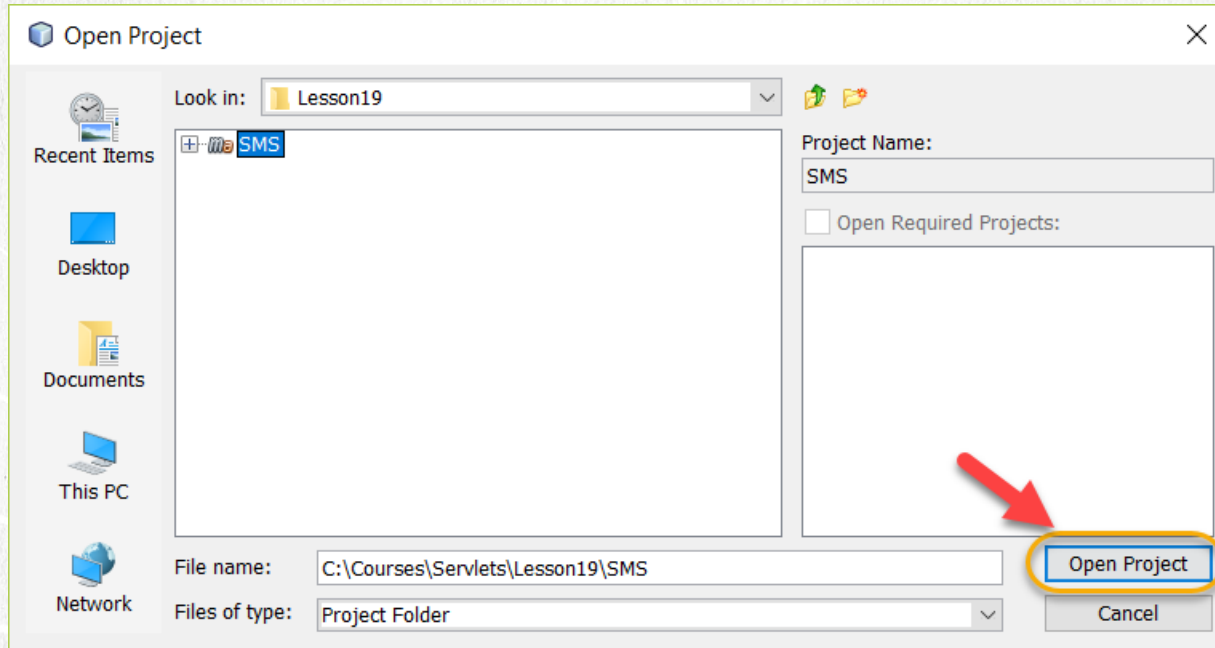 Open Project
Look in: Lesson19
Recent Items
Desktop
Documents
This PC
Network
SMS
Project Name:
SMS
Open Required Projects:
File name: C:\Courses\Servlets\Lesson19\SMS
Open Project
Files of type: Project Folder
Cancel